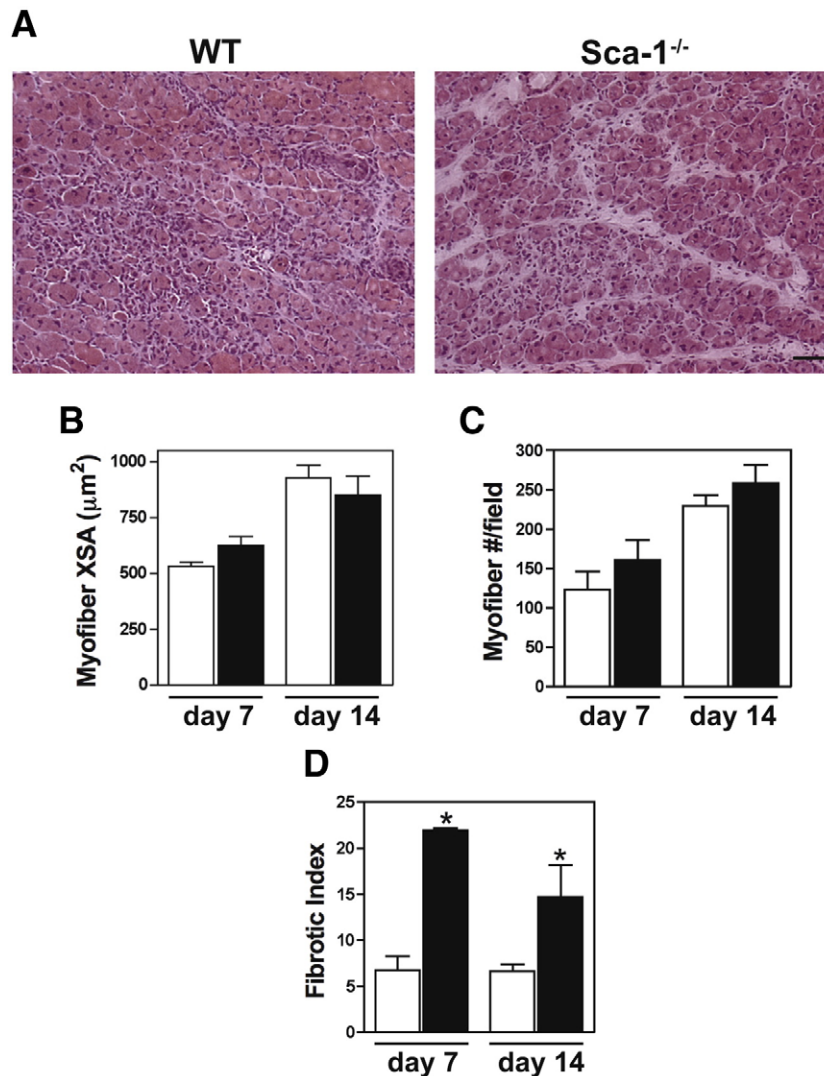 A
WT
Sca-1⁻/⁻
B
Myofiber XSA (μm²)
1000
750
500
250
0
day 7
day 14
C
Myofiber #/field
300
250
200
150
100
50
0
day 7
day 14
D
Fibrotic Index
25
20
15
10
5
0
*
*
day 7
day 14